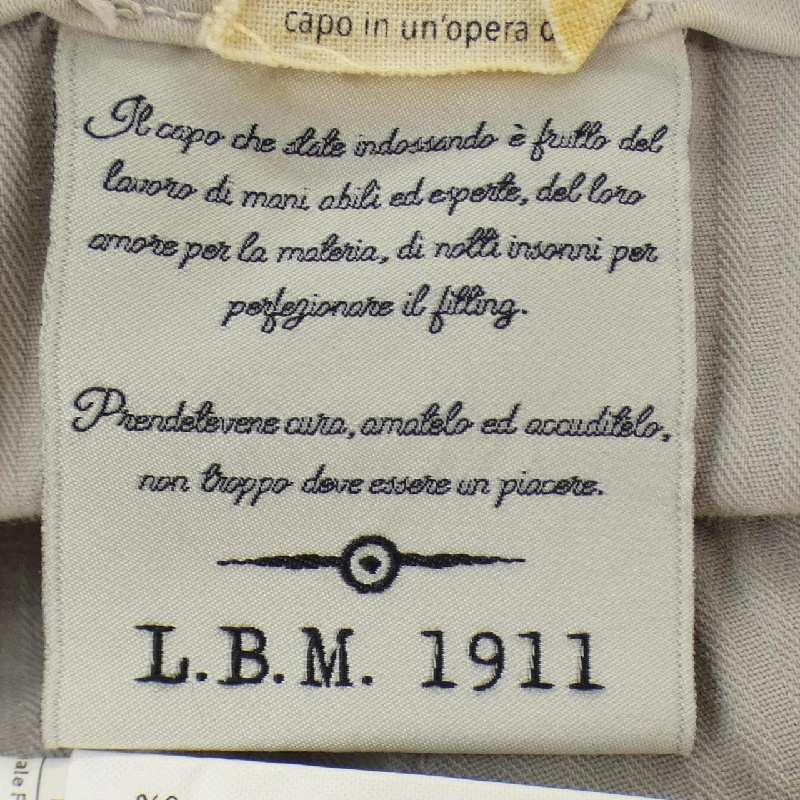 capo in un'opera d
Il capo che state indossando è frutto del
lavoro di mani abili ed esperte, del loro
amore per la materia, di notti insonni per
perfezionare il fitting.
Prendetevene cura, amatelo ed accuditelo,
non troppo deve essere un piacere.
L.B.M. 1911